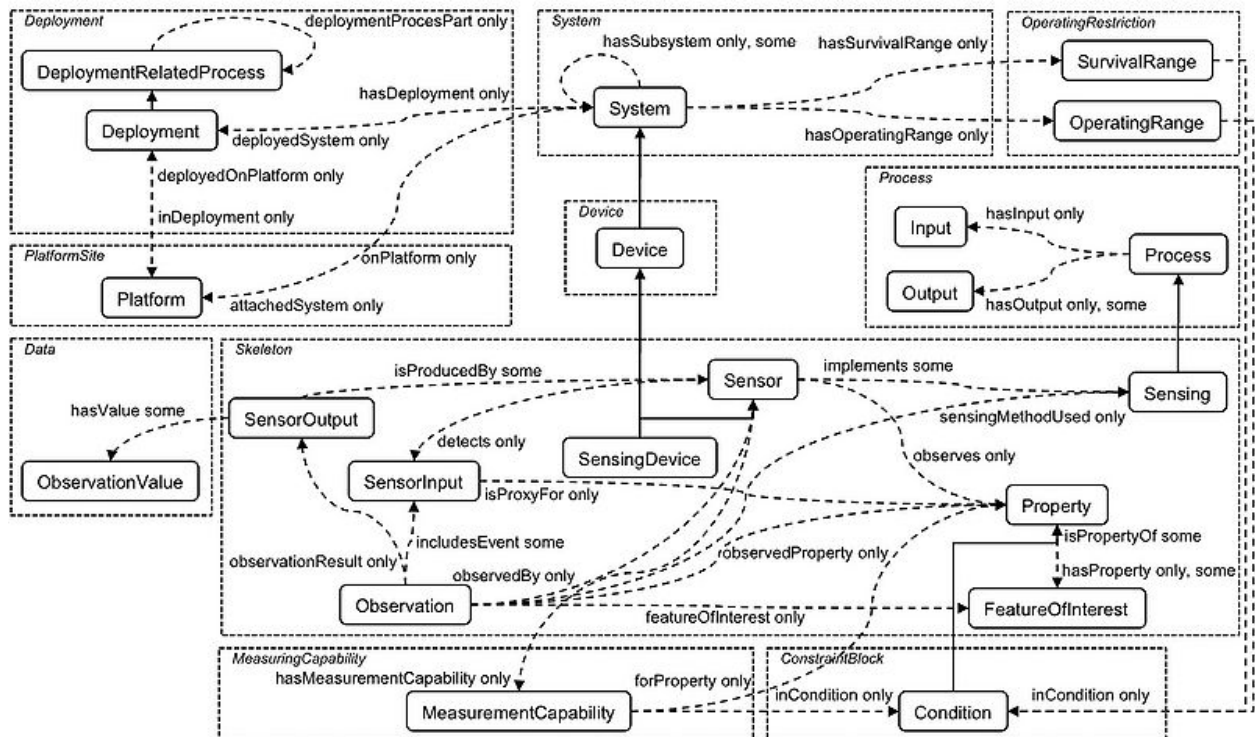 Deployment
deploymentProcesPart only
DeploymentRelatedProcess
Deployment
hasDeployment only
deployedSystem only
deployedOnPlatform only
inDeployment only
System
hasSubsystem only, some
System
hasSurvivalRange only
hasOperatingRange only
OperatingRestriction
SurvivalRange
OperatingRange
PlatformSite
Platform
onPlatform only
attachedSystem only
Device
Device
Process
Input
hasInput only
Process
Output
hasOutput only, some
Data
hasValue some
ObservationValue
Skeleton
isProducedBy some
Sensor
implements some
Sensing
SensorOutput
sensingMethodUsed only
detects only
SensingDevice
observes only
SensorInput
isProxyFor only
Property
includesEvent some
observedProperty only
isPropertyOf some
observationResult only
observedBy only
hasProperty only, some
Observation
featureOfInterest only
FeatureOfInterest
MeasuringCapability
hasMeasurementCapability only
forProperty only
MeasurementCapability
ConstraintBlock
inCondition only
Condition
inCondition only